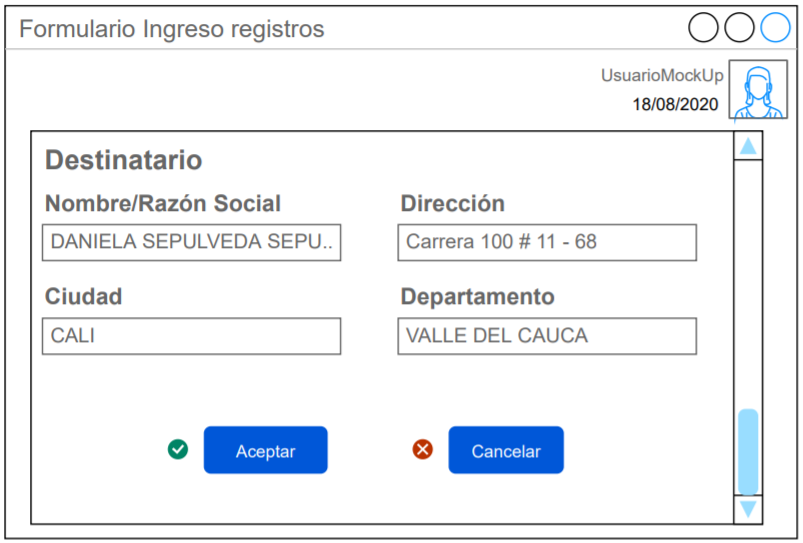 Formulario Ingreso registros
UsuarioMockUp
18/08/2020
Destinatario
Nombre/Razón Social
Dirección
DANIELA SEPULVEDA SEPU..
Carrera 100 # 11 - 68
Ciudad
Departamento
CALI
VALLE DEL CAUCA
Aceptar
Cancelar